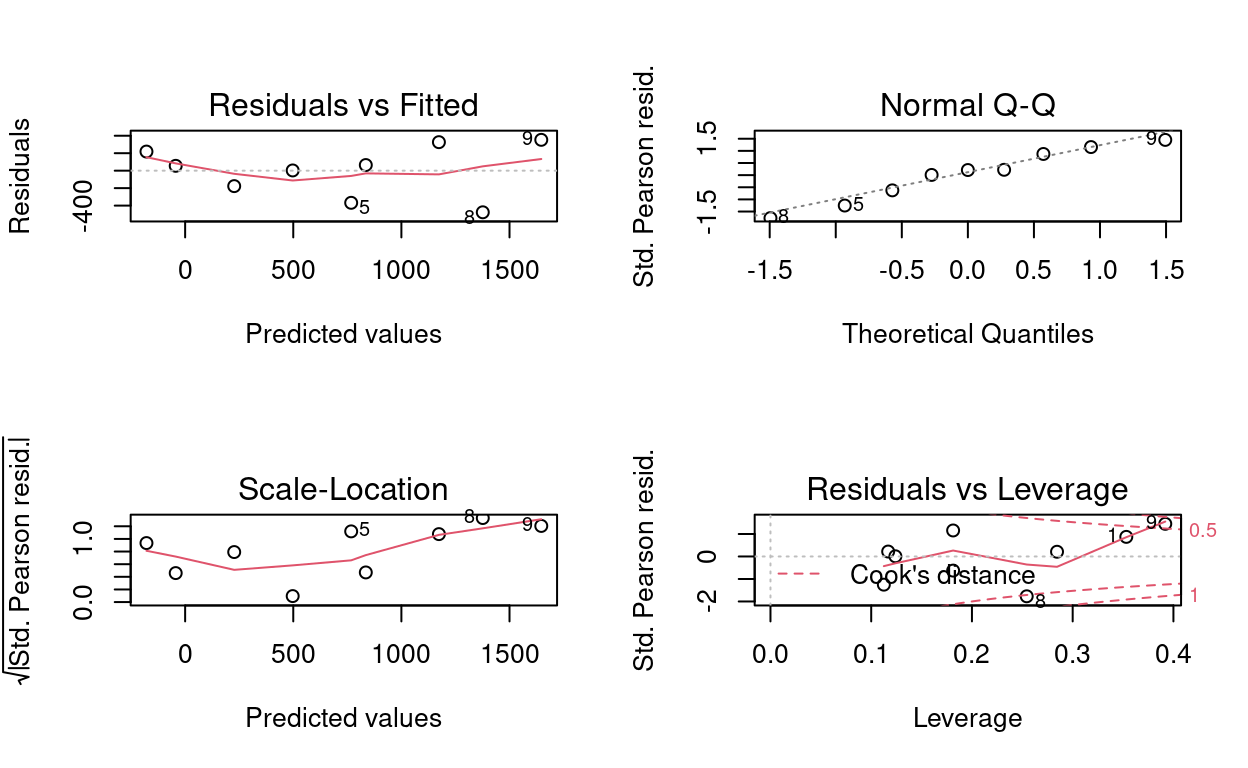 Residuals vs Fitted
Residuals
-400
5
8
9
0 500 1000 1500
Predicted values
Normal Q-Q
Std. Pearson resid.
-1.5 1.5
8
5
9
-1.5 -0.5 0.0 0.5 1.0 1.5
Theoretical Quantiles
Scale-Location
√|Std. Pearson resid.|
0.0 1.0
5
8
9
0 500 1000 1500
Predicted values
Residuals vs Leverage
Std. Pearson resid.
-2 0
1
9
0.5
Cook's distance
8
1
0.0 0.1 0.2 0.3 0.4
Leverage